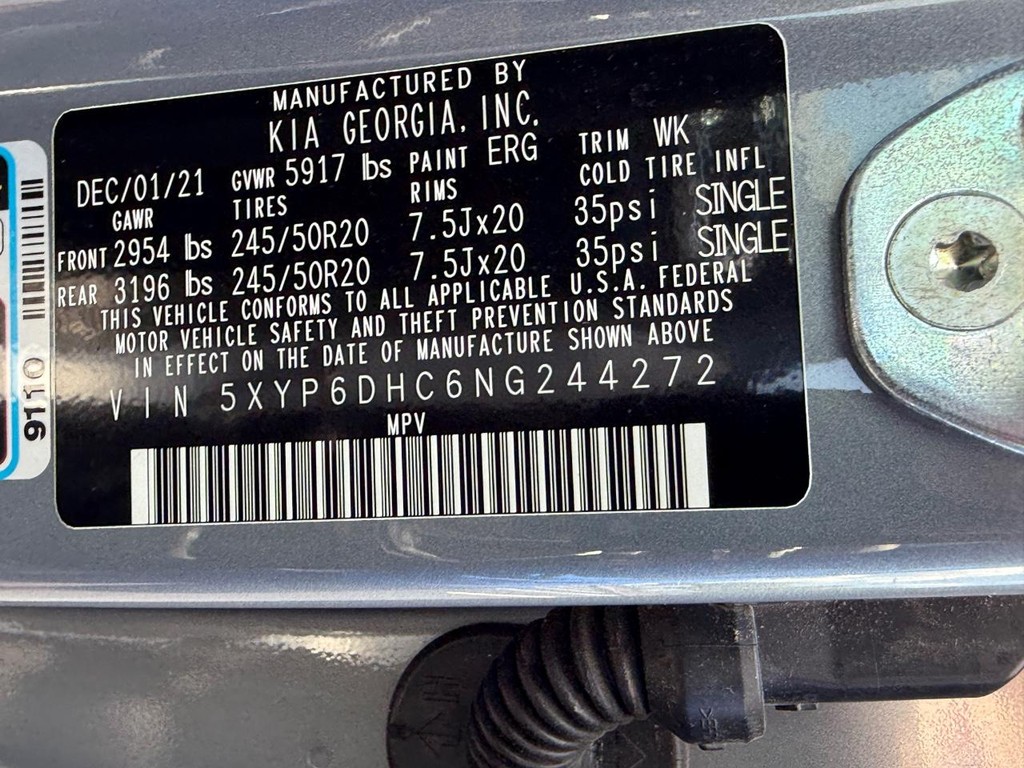 MANUFACTURED BY
KIA GEORGIA, INC.
DEC/01/21 GVWR 5917 lbs PAINT ERG TRIM WK
GAWR TIRES RIMS COLD TIRE INFL
FRONT 2954 lbs 245/50R20 7.5Jx20 35psi SINGLE
REAR 3196 lbs 245/50R20 7.5Jx20 35psi SINGLE
THIS VEHICLE CONFORMS TO ALL APPLICABLE U.S.A. FEDERAL
MOTOR VEHICLE SAFETY AND THEFT PREVENTION STANDARDS
IN EFFECT ON THE DATE OF MANUFACTURE SHOWN ABOVE
VIN 5XYP6DHC6NG244272
MPV